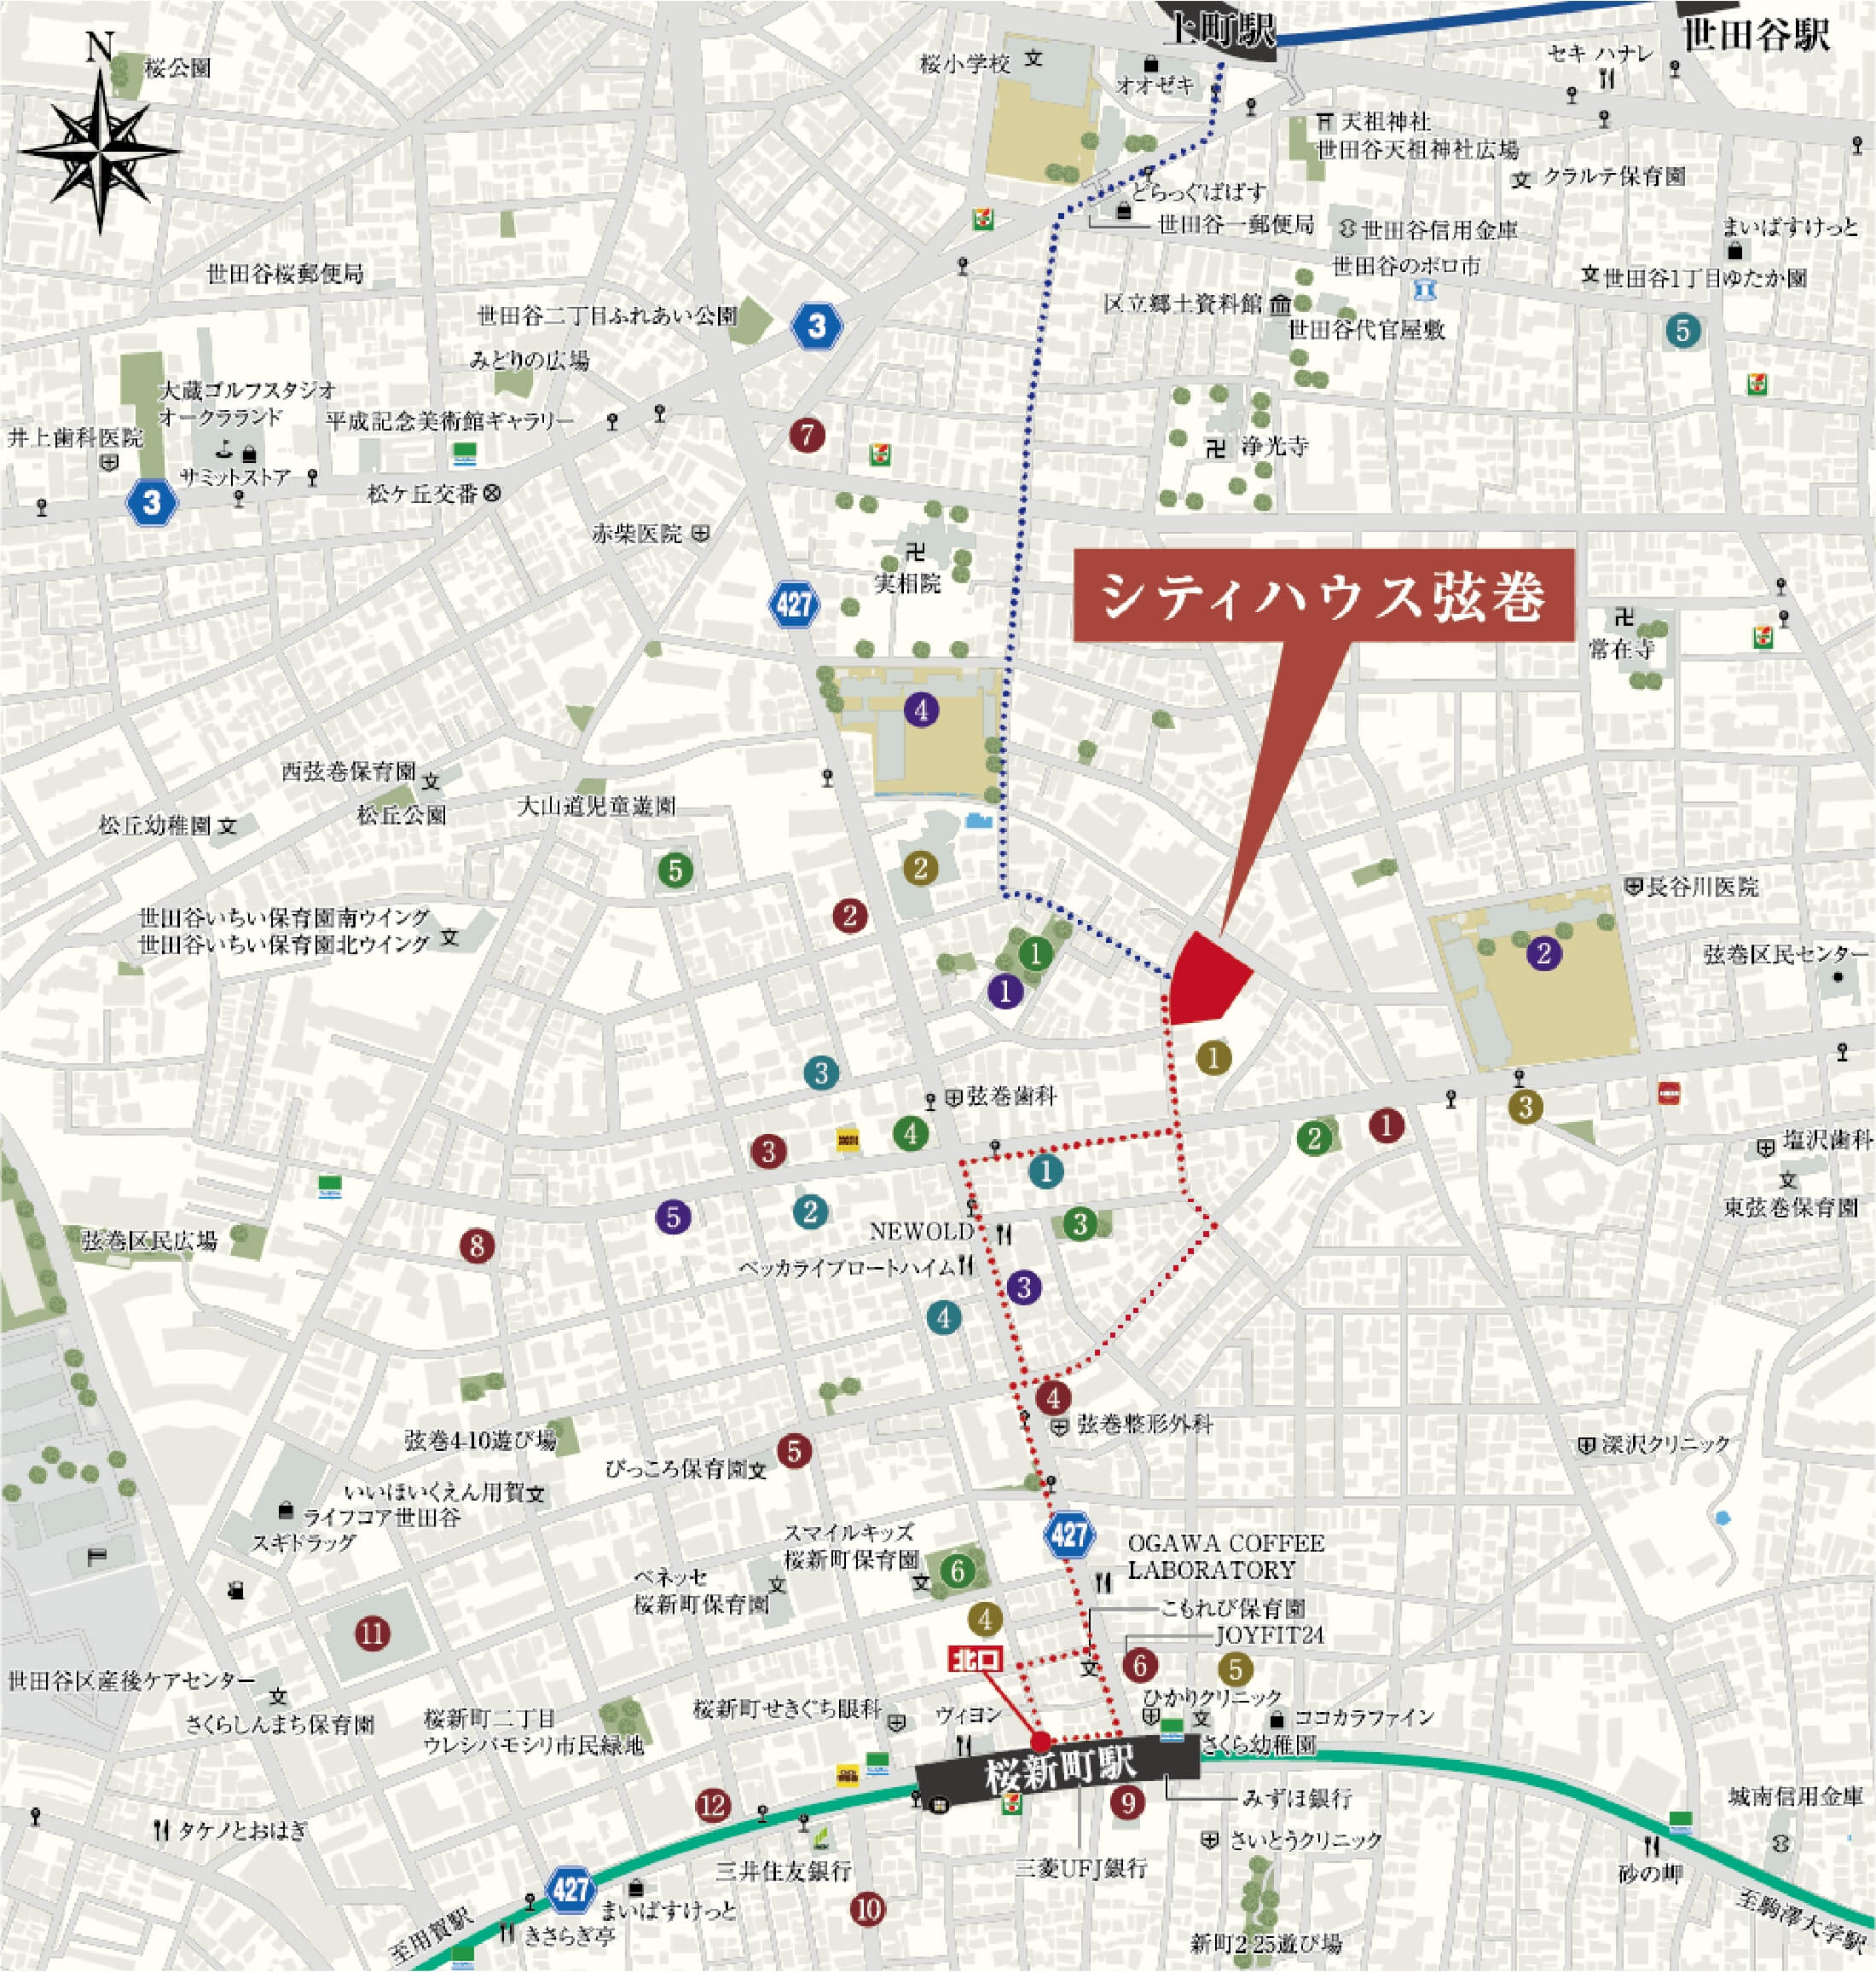 上町駅
世田谷駅
N
桜公園
桜小学校
オオゼキ
セキ ハナレ
天祖神社
世田谷天祖神社広場
クラルテ保育園
どらっぐぱぱす
世田谷一郵便局
世田谷信用金庫
まいばすけっと
世田谷のボロ市
世田谷1丁目ゆたか園
世田谷桜郵便局
世田谷二丁目ふれあい公園
3
区立郷土資料館
世田谷代官屋敷
5
みどりの広場
大蔵ゴルフスタジオ
オークラランド
平成記念美術館ギャラリー
井上歯科医院
サミットストア
3
松ケ丘交番
7
浄光寺
赤柴医院
実相院
427
シティハウス弦巻
常在寺
4
西弦巻保育園
松丘公園
大山道児童遊園
松丘幼稚園
5
2
長谷川医院
世田谷いちい保育園南ウイング
世田谷いちい保育園北ウイング
2
1
1
2
弦巻区民センター
1
3
弦巻歯科
4
3
2
1
3
塩沢歯科
東弦巻保育園
1
5
2
3
NEWOLD
弦巻区民広場
8
ベッカライブロートハイム
3
4
4
弦巻整形外科
弦巻4-10遊び場
5
ぴっころ保育園
深沢クリニック
いいほいくえん用賀
ライフコア世田谷
スギドラッグ
427
スマイルキッズ
桜新町保育園
6
OGAWA COFFEE
LABORATORY
ベネッセ
桜新町保育園
4
こもれび保育園
JOYFIT24
11
北口
6
5
世田谷区産後ケアセンター
さくらしんまち保育園
桜新町二丁目
ウレシパモシリ市民緑地
桜新町せきぐち眼科
ヴィヨン
ひかりクリニック
ココカラファイン
さくら幼稚園
桜新町駅
12
9
みずほ銀行
城南信用金庫
タケノとおはぎ
三井住友銀行
三菱UFJ銀行
さいとうクリニック
砂の岬
427
まいばすけっと
10
至用賀駅
きさらぎ亭
新町2-25遊び場
至駒澤大学駅